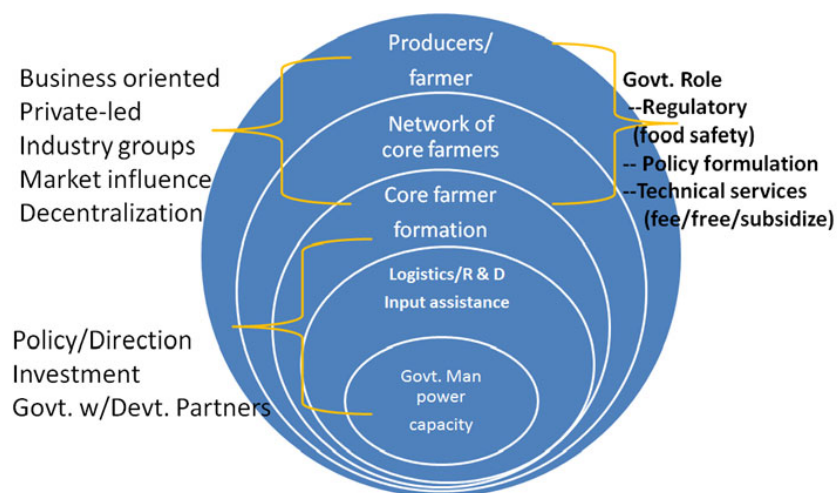 Producers/
farmer
Network of
core farmers
Core farmer
formation
Logistics/R & D
Input assistance
Govt. Man
power
capacity
Business oriented
Private-led
Industry groups
Market influence
Decentralization
Policy/Direction
Investment
Govt. w/Devt. Partners
Govt. Role
--Regulatory
(food safety)
-- Policy formulation
--Technical services
(fee/free/subsidize)